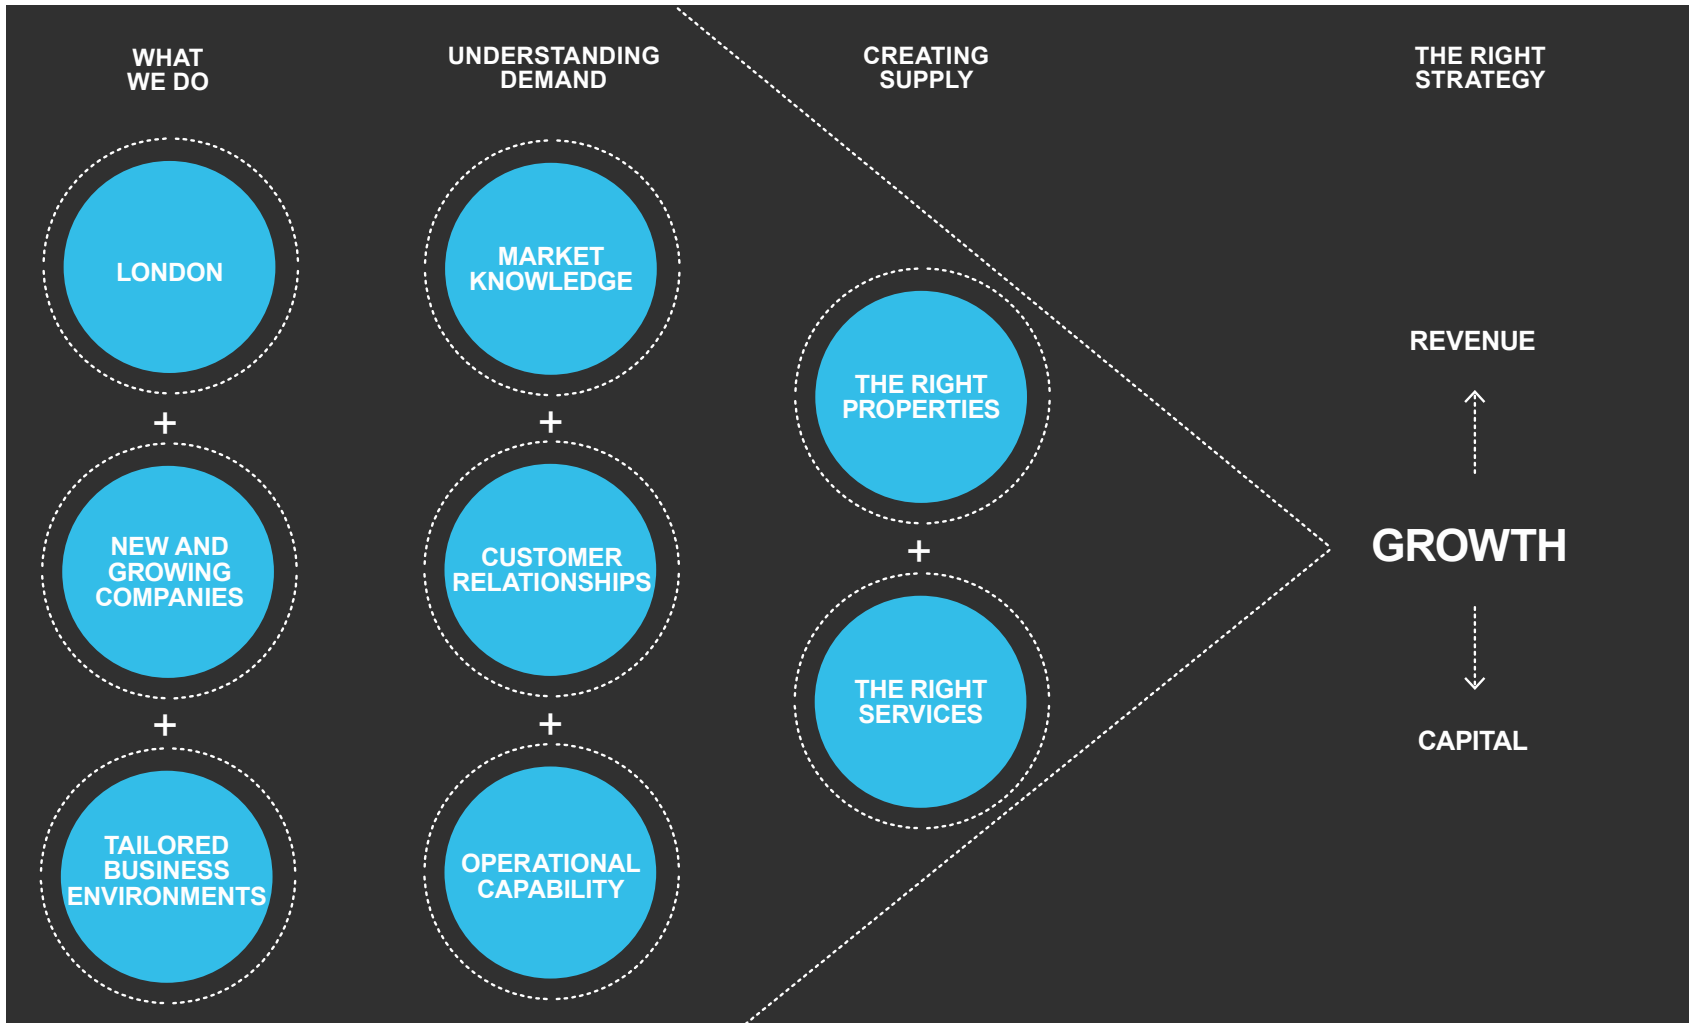 WHAT
WE DO
LONDON
+
NEW AND
GROWING
COMPANIES
+
TAILORED
BUSINESS
ENVIRONMENTS
UNDERSTANDING
DEMAND
MARKET
KNOWLEDGE
+
CUSTOMER
RELATIONSHIPS
+
OPERATIONAL
CAPABILITY
CREATING
SUPPLY
THE RIGHT
PROPERTIES
+
THE RIGHT
SERVICES
THE RIGHT
STRATEGY
REVENUE
GROWTH
CAPITAL